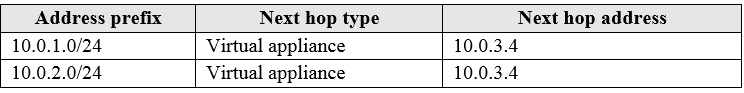 Address prefix Next hop type Next hop address
10.0.1.0/24 Virtual appliance 10.0.3.4
10.0.2.0/24 Virtual appliance 10.0.3.4